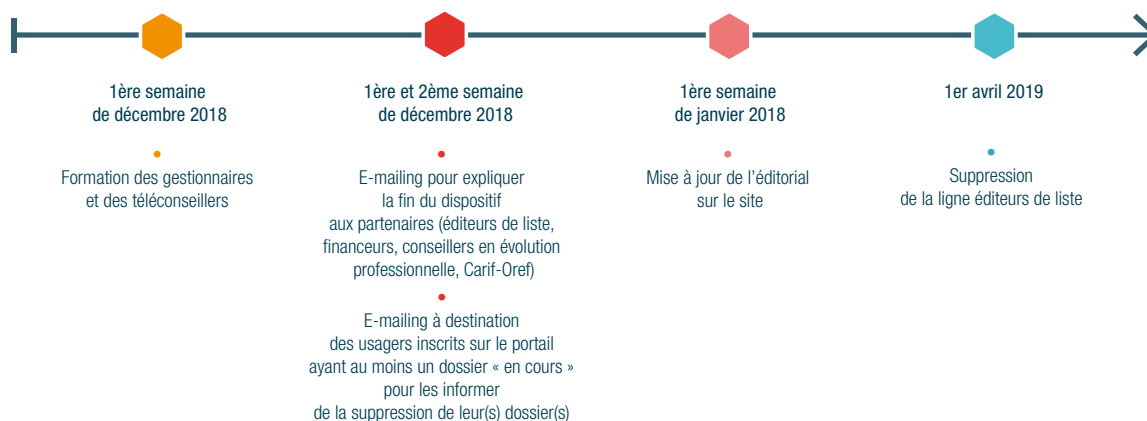 1ère semaine
de décembre 2018
Formation des gestionnaires
et des téléconseillers
1ère et 2ème semaine
de décembre 2018
E-mailing pour expliquer
la fin du dispositif
aux partenaires (éditeurs de liste,
financeurs, conseillers en évolution
professionnelle, Carif-Oref)
E-mailing à destination
des usagers inscrits sur le portail
ayant au moins un dossier « en cours »
pour les informer
de la suppression de leur(s) dossier(s)
1ère semaine
de janvier 2018
Mise à jour de l’éditorial
sur le site
1er avril 2019
Suppression
de la ligne éditeurs de liste